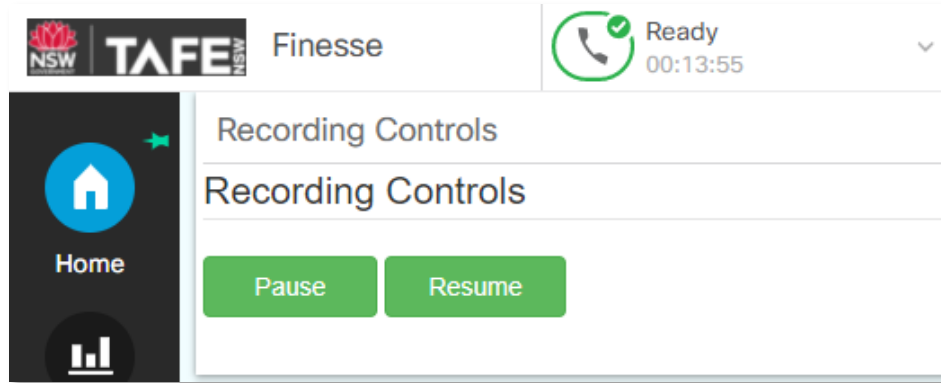 NSW
GOVERNMENT
TAFE
NSW
Finesse
Ready
00:13:55
Recording Controls
Recording Controls
Home
Pause
Resume